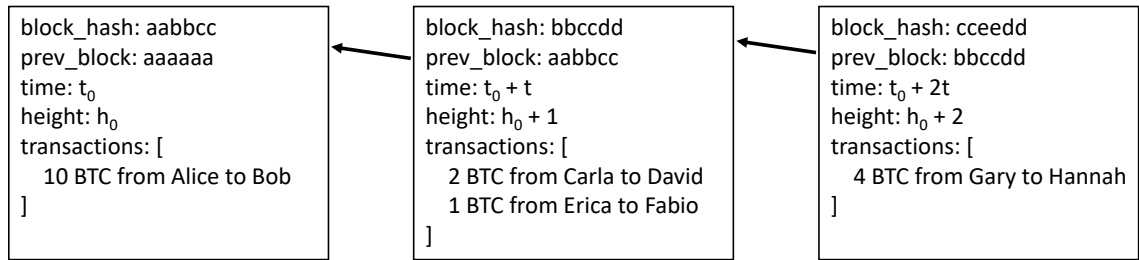 block_hash: aabbcc
prev_block: aaaaaa
time: t₀
height: h₀
transactions: [
10 BTC from Alice to Bob
]
block_hash: bbccdd
prev_block: aabbcc
time: t₀ + t
height: h₀ + 1
transactions: [
2 BTC from Carla to David
1 BTC from Erica to Fabio
]
block_hash: cceedd
prev_block: bbccdd
time: t₀ + 2t
height: h₀ + 2
transactions: [
4 BTC from Gary to Hannah
]